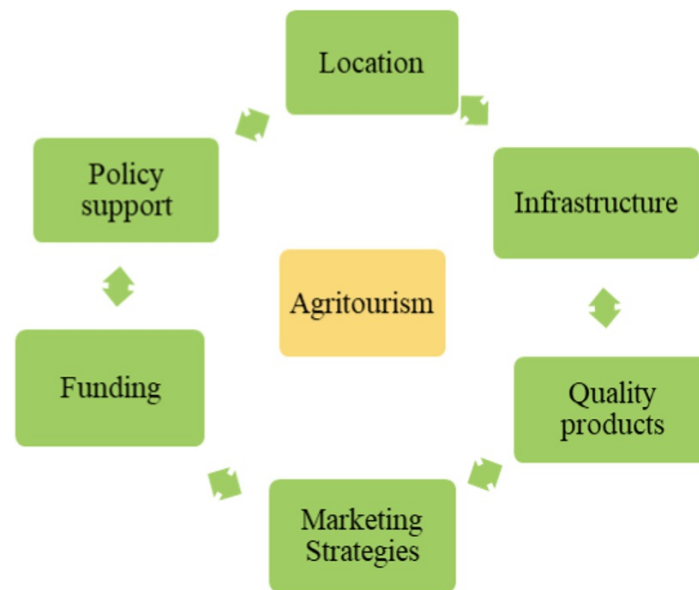 Location
Policy
support
Infrastructure
Agritourism
Funding
Quality
products
Marketing
Strategies